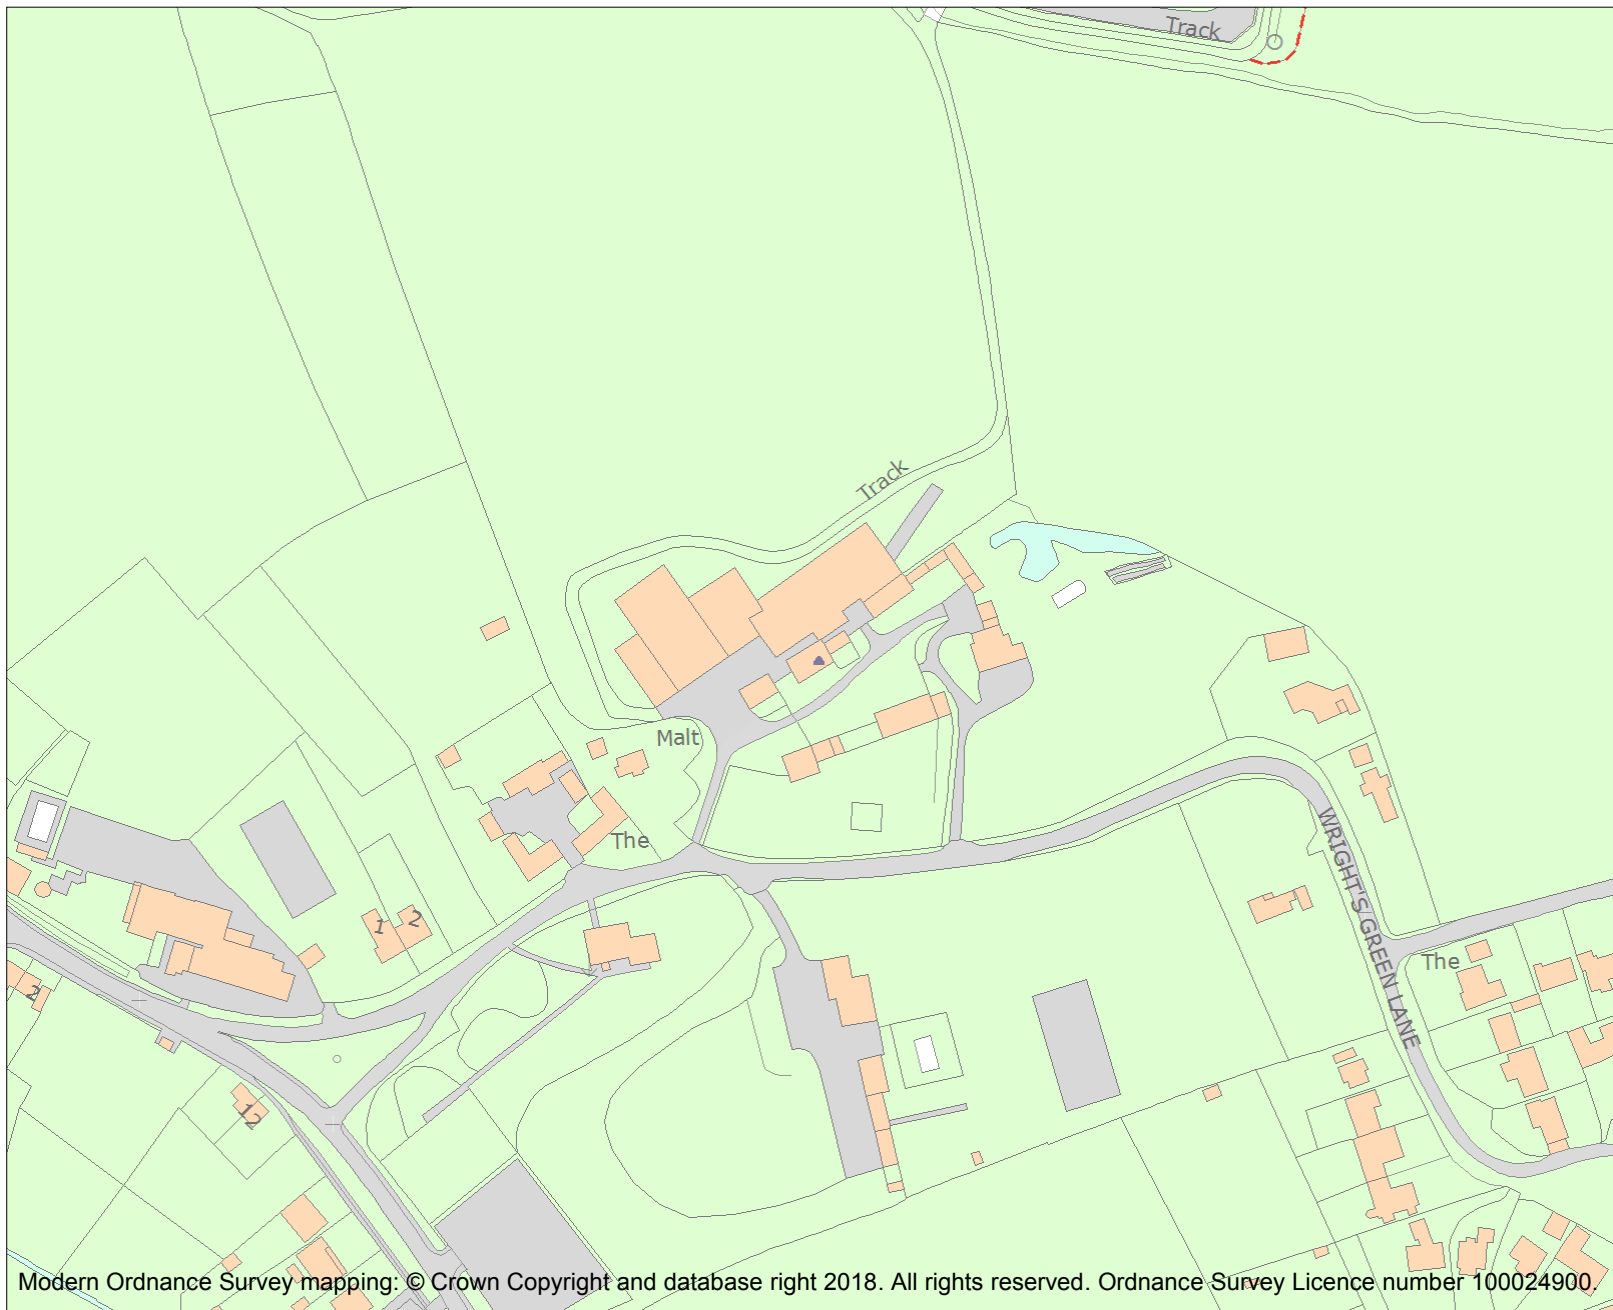 Track
Track
Malt
The
WRIGHT'S GREEN LANE
1
2
The
2
12
Modern Ordnance Survey mapping: © Crown Copyright and database right 2018. All rights reserved. Ordnance Survey Licence number 100024900.